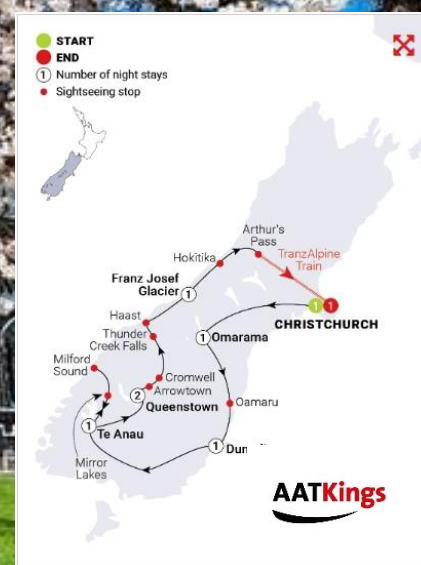 START
END
1 Number of night stays
Sightseeing stop
Arthur's
Pass
TranzAlpine
Train
Hokitika
Franz Josef
Glacier
1
1 1
CHRISTCHURCH
Haast
Thunder
Creek Falls
1 Omarama
Milford
Sound
Cromwell
Arrowtown
2
Queenstown
Oamaru
1
Te Anau
1
Mirror
Lakes
AATKings